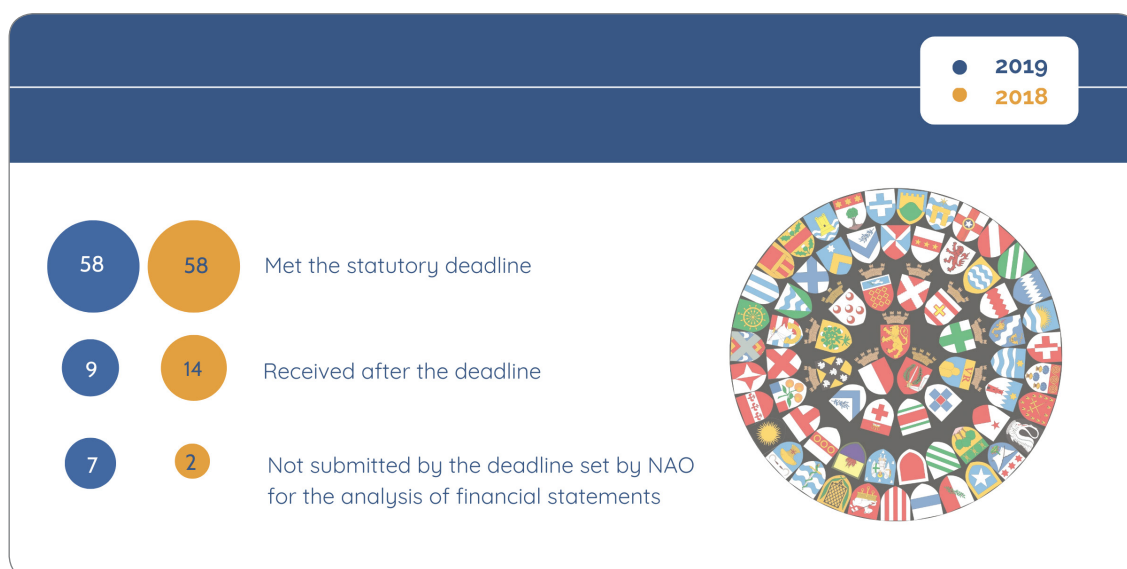 2019
2018
58 58 Met the statutory deadline
9 14 Received after the deadline
7 2 Not submitted by the deadline set by NAO
for the analysis of financial statements